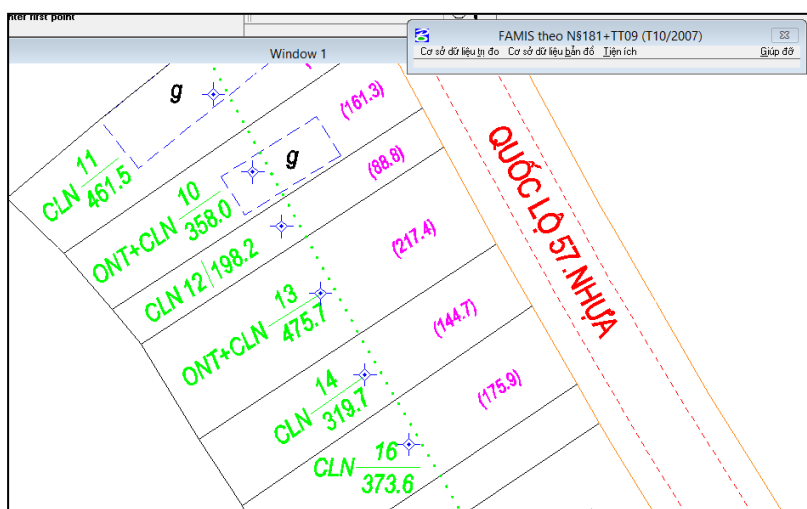 nter first point
FAMIS theo N§181+TT09 (T10/2007)
Cơ sở dữ liệu trị đo Cơ sở dữ liệu bản đồ Tiện ích Giúp đỡ
Window 1
g
(161.3)
CLN 11
461.5
g
(88.8)
ONT+CLN 10
358.0
CLN 12 198.2
(217.4)
ONT+CLN 13
475.7
(144.7)
CLN 14
319.7
(175.9)
CLN 16
373.6
QUỐC LỘ 57.NHỰA